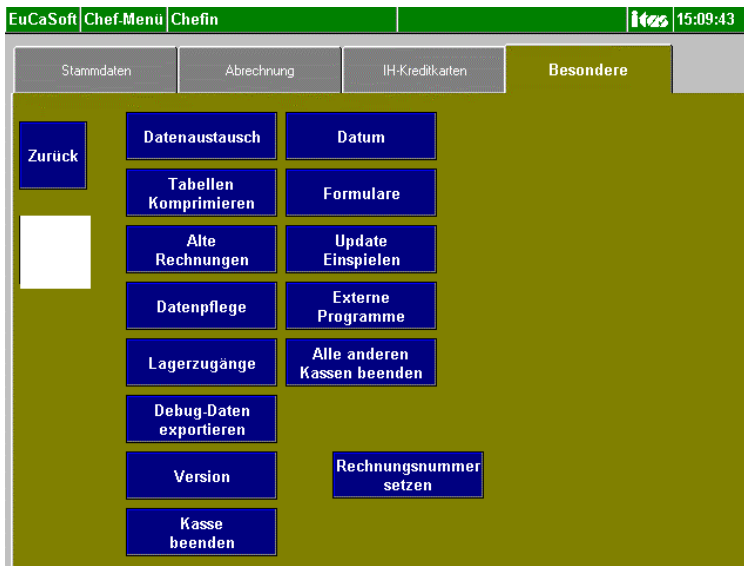 EuCaSoft Chef-Menü Chefin ites 15:09:43
Stammdaten Abrechnung IH-Kreditkarten Besondere
Zurück
Datenaustausch Datum
Tabellen
Komprimieren
Formulare
Alte
Rechnungen
Update
Einspielen
Datenpflege
Externe
Programme
Lagerzugänge
Alle anderen
Kassen beenden
Debug-Daten
exportieren
Version
Rechnungsnummer
setzen
Kasse
beenden